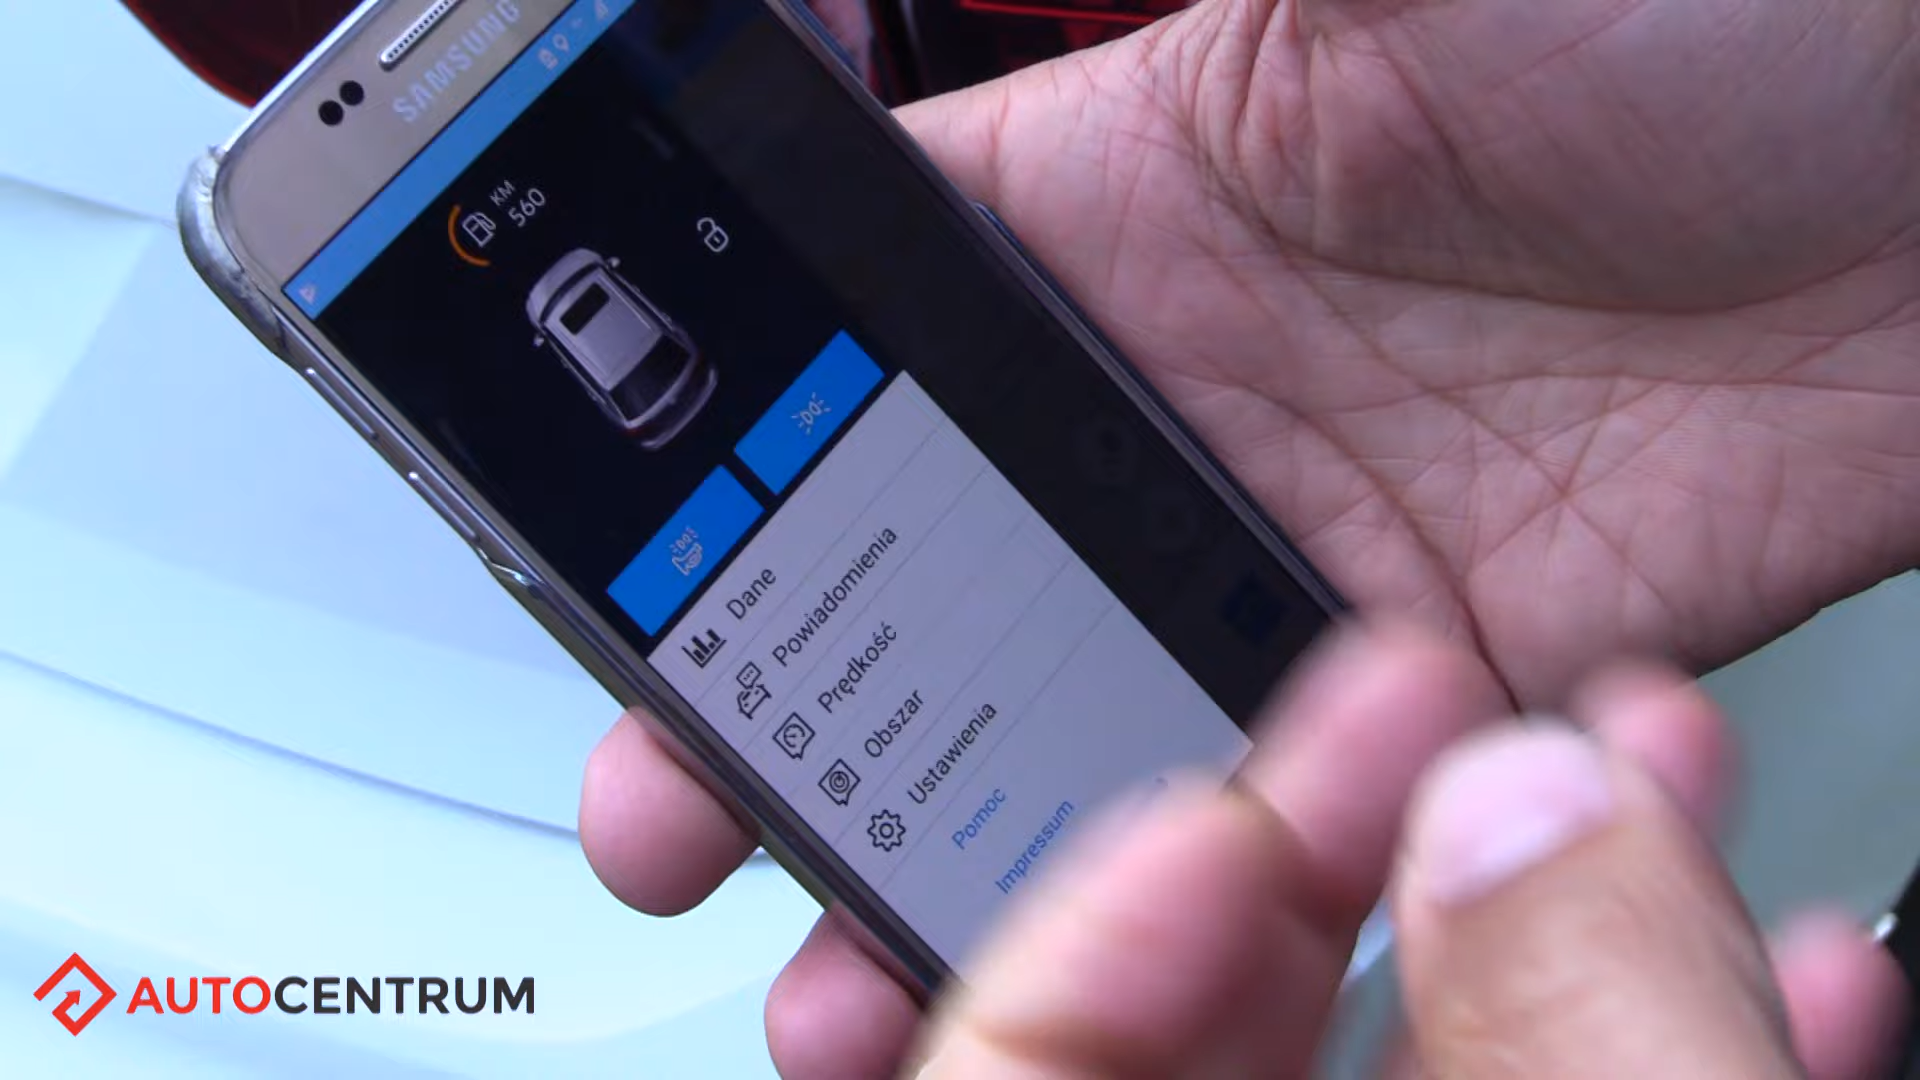 SAMSUNG
KM
560
Dane
Powiadomienia
Prędkość
Obszar
Ustawienia
Pomoc
Impressum
AUTOCENTRUM